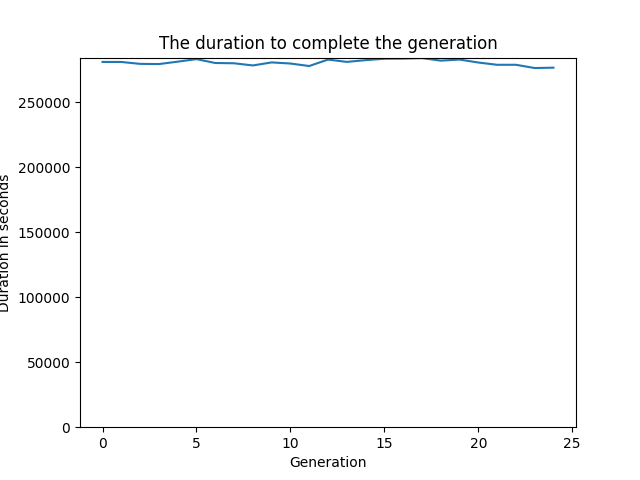 The duration to complete the generation
Duration in seconds
250000
200000
150000
100000
50000
0
0 5 10 15 20 25
Generation